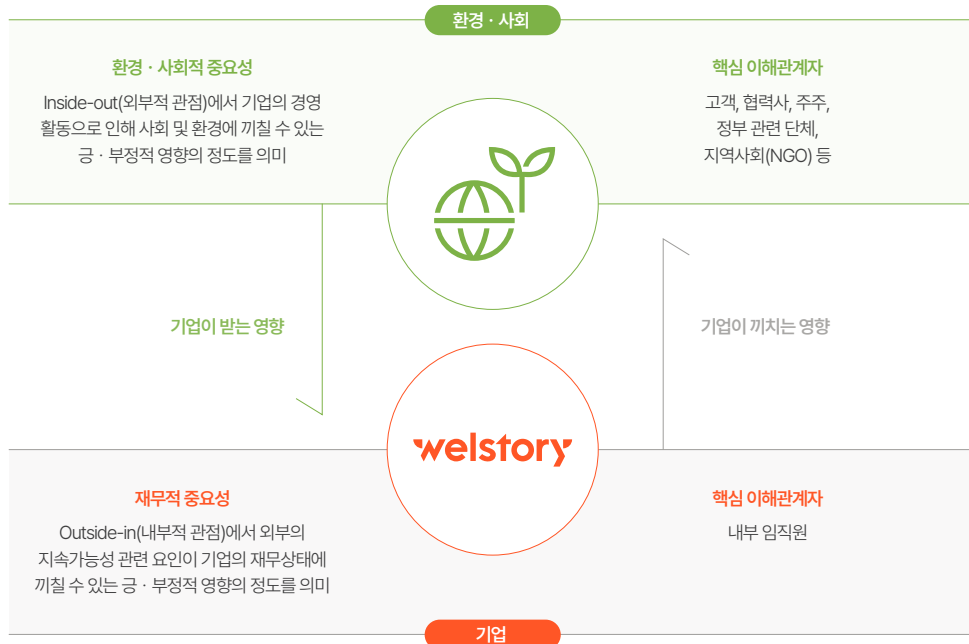 환경 · 사회
환경 · 사회적 중요성
Inside-out(외부적 관점)에서 기업의 경영
활동으로 인해 사회 및 환경에 끼칠 수 있는
긍 · 부정적 영향의 정도를 의미
핵심 이해관계자
고객, 협력사, 주주,
정부 관련 단체,
지역사회(NGO) 등
기업이 받는 영향
기업이 끼치는 영향
welstory
재무적 중요성
Outside-in(내부적 관점)에서 외부의
지속가능성 관련 요인이 기업의 재무상태에
끼칠 수 있는 긍 · 부정적 영향의 정도를 의미
핵심 이해관계자
내부 임직원
기업